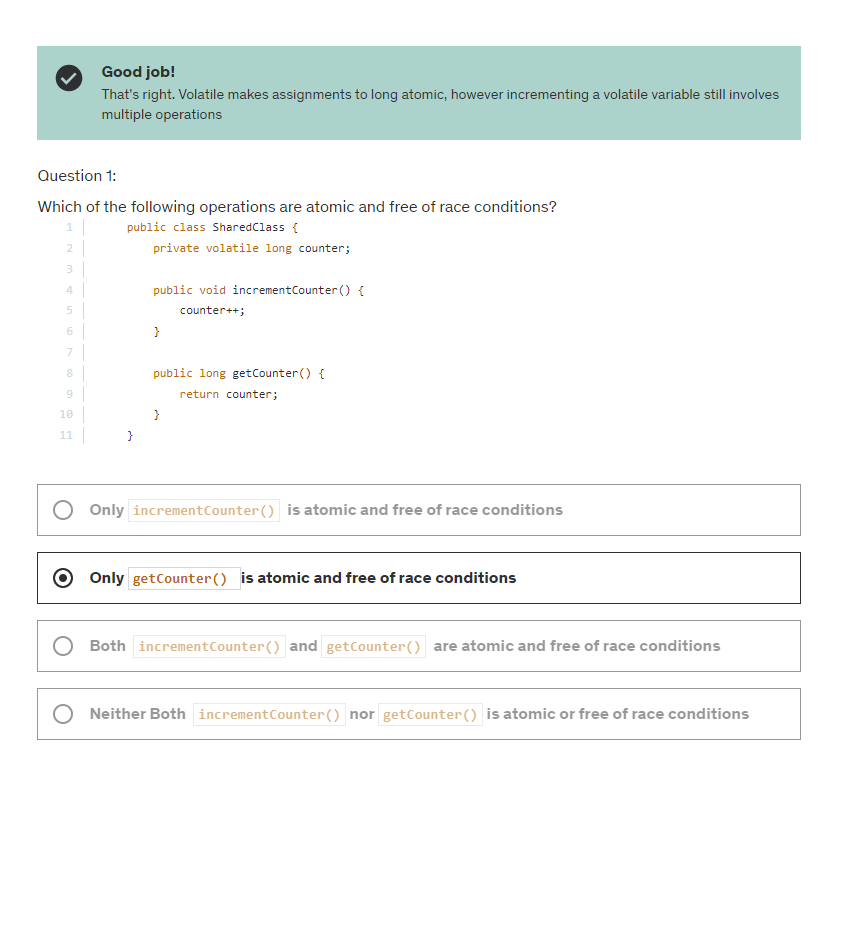 Good job!
That's right. Volatile makes assignments to long atomic, however incrementing a volatile variable still involves
multiple operations
Question 1:
Which of the following operations are atomic and free of race conditions?
1 public class SharedClass {
2 private volatile long counter;
3
4 public void incrementCounter() {
5 counter++;
6 }
7
8 public long getCounter() {
9 return counter;
10 }
11 }
Only incrementCounter() is atomic and free of race conditions
Only getCounter() is atomic and free of race conditions
Both incrementCounter() and getCounter() are atomic and free of race conditions
Neither Both incrementCounter() nor getCounter() is atomic or free of race conditions